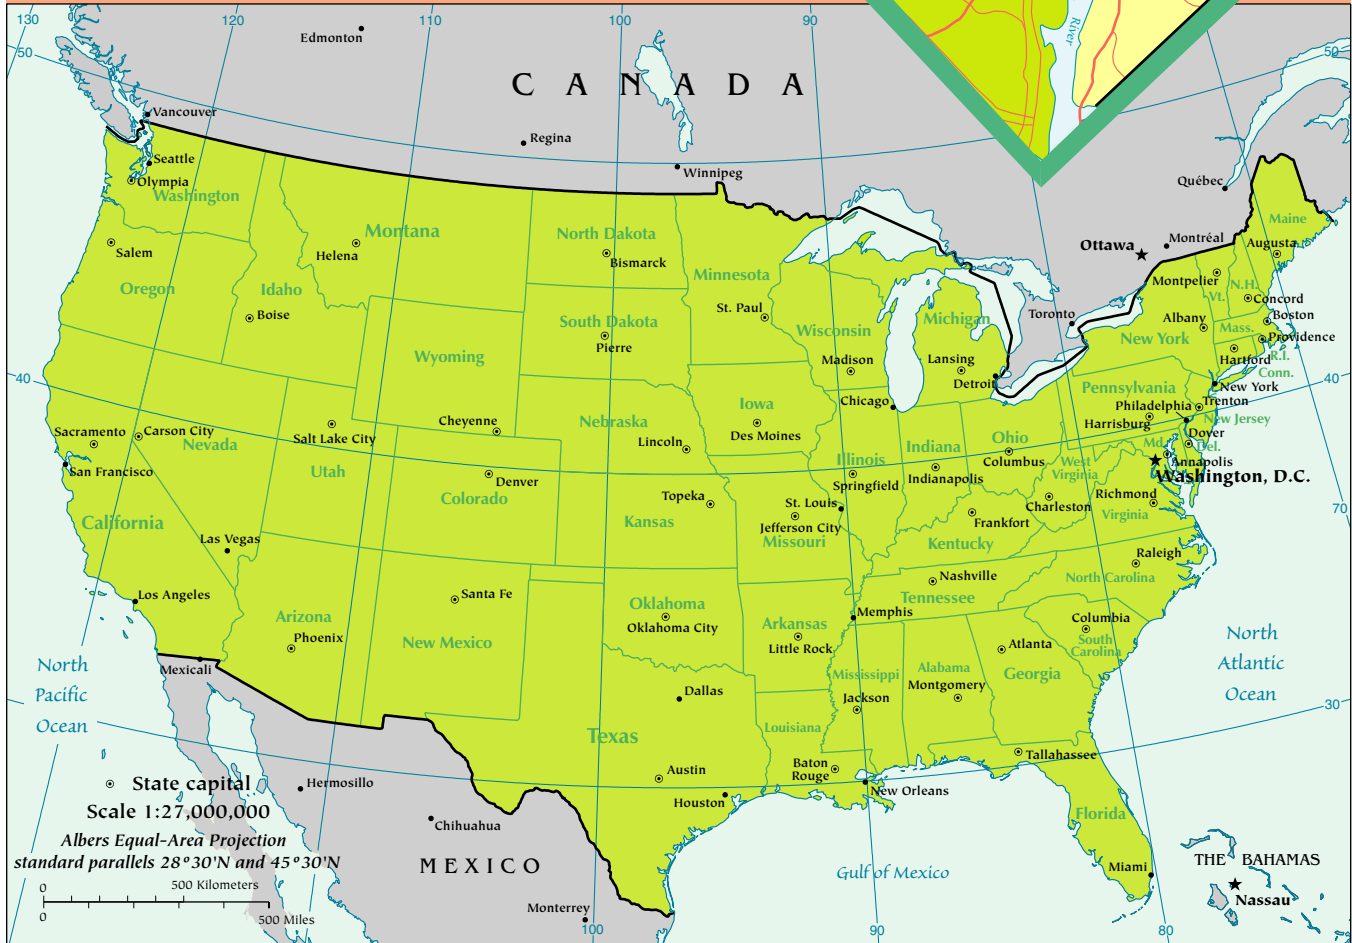 130
120
110
100
90
50
50
Edmonton
CANADA
River
Vancouver
Regina
Winnipeg
Québec
Seattle
Olympia
Washington
Montana
North Dakota
Maine
Ottawa
Montréal
Augusta
Salem
Helena
Bismarck
Minnesota
Montpelier
Vt.
N.H.
Concord
Oregon
Idaho
Boise
St. Paul
South Dakota
Pierre
Wisconsin
Michigan
Toronto
Albany
Mass.
Boston
Providence
New York
Wyoming
Madison
Lansing
Detroit
Hartford
R.I.
Conn.
40
40
Chicago
Pennsylvania
New York
Trenton
Philadelphia
Harrisburg
New Jersey
Sacramento
Carson City
Nevada
Salt Lake City
Cheyenne
Nebraska
Lincoln
Iowa
Des Moines
Illinois
Indiana
Ohio
Columbus
Md.
Dover
Del.
Annapolis
Washington, D.C.
San Francisco
Utah
Denver
Colorado
Topeka
Kansas
Springfield
Indianapolis
West
Virginia
Charleston
Richmond
Virginia
70
California
Las Vegas
St. Louis
Jefferson City
Missouri
Frankfort
Kentucky
Raleigh
North Carolina
Los Angeles
Arizona
Phoenix
Santa Fe
New Mexico
Oklahoma
Oklahoma City
Arkansas
Little Rock
Nashville
Tennessee
Memphis
Columbia
South
Carolina
Atlanta
Georgia
North
Atlantic
Ocean
North
Pacific
Ocean
Mexicali
Dallas
Mississippi
Jackson
Alabama
Montgomery
30
Texas
Louisiana
Baton
Rouge
Tallahassee
Austin
Houston
New Orleans
Hermosillo
State capital
Scale 1:27,000,000
Albers Equal-Area Projection
standard parallels 28°30'N and 45°30'N
0
500 Kilometers
0
500 Miles
Chihuahua
MEXICO
Monterrey
Gulf of Mexico
Florida
Miami
THE BAHAMAS
Nassau
100
90
80